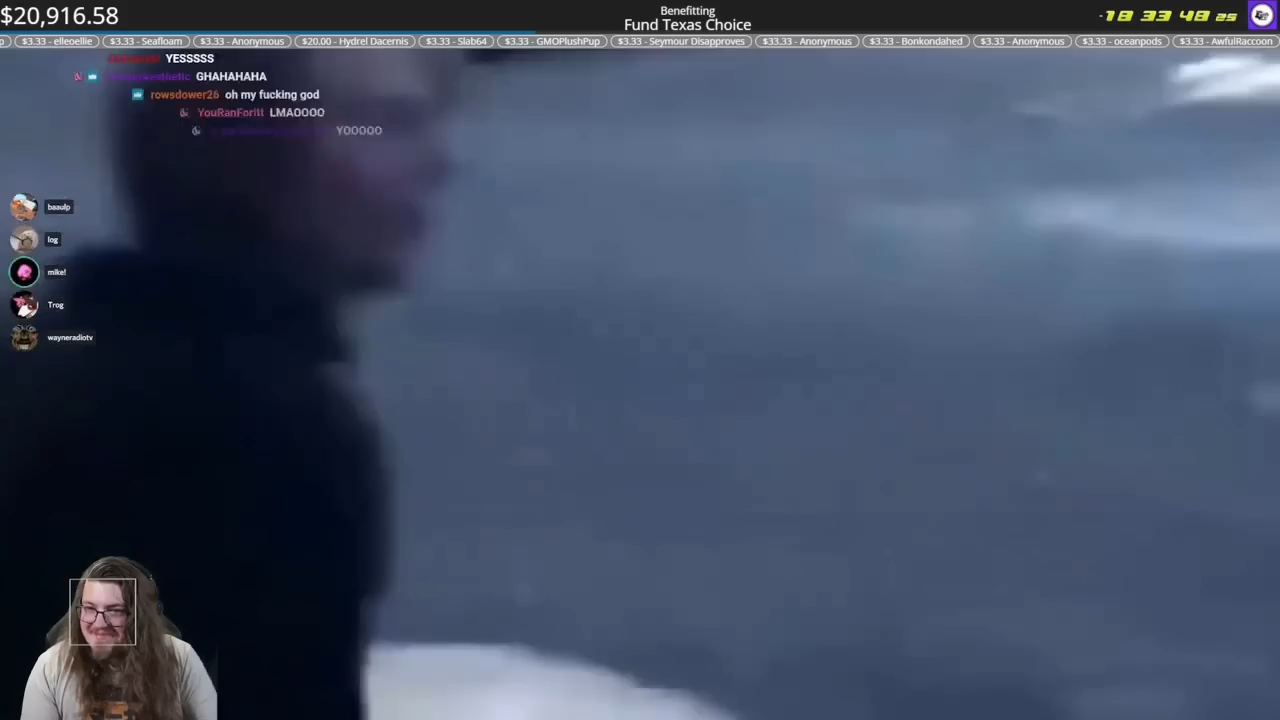 $20,916.58
Benefitting
Fund Texas Choice
-18 33 48 25
$3.33 - elleoellie $3.33 - Seafloam $3.33 - Anonymous $20.00 - Hydrel Dacernis $3.33 - Slab64 $3.33 - GMOPlushPup $3.33 - Seymour Disapproves $33.33 - Anonymous $3.33 - Bonkondahed $3.33 - Anonymous $3.33 - oceanpods $3.33 - AwfulRaccoon
YESSSSS
GHAHAHAHA
rowsdower26 oh my fucking god
YouRanForIt! LMAOOOO
YOOOOO
baaulp
log
mike!
Trog
wayneradiotv